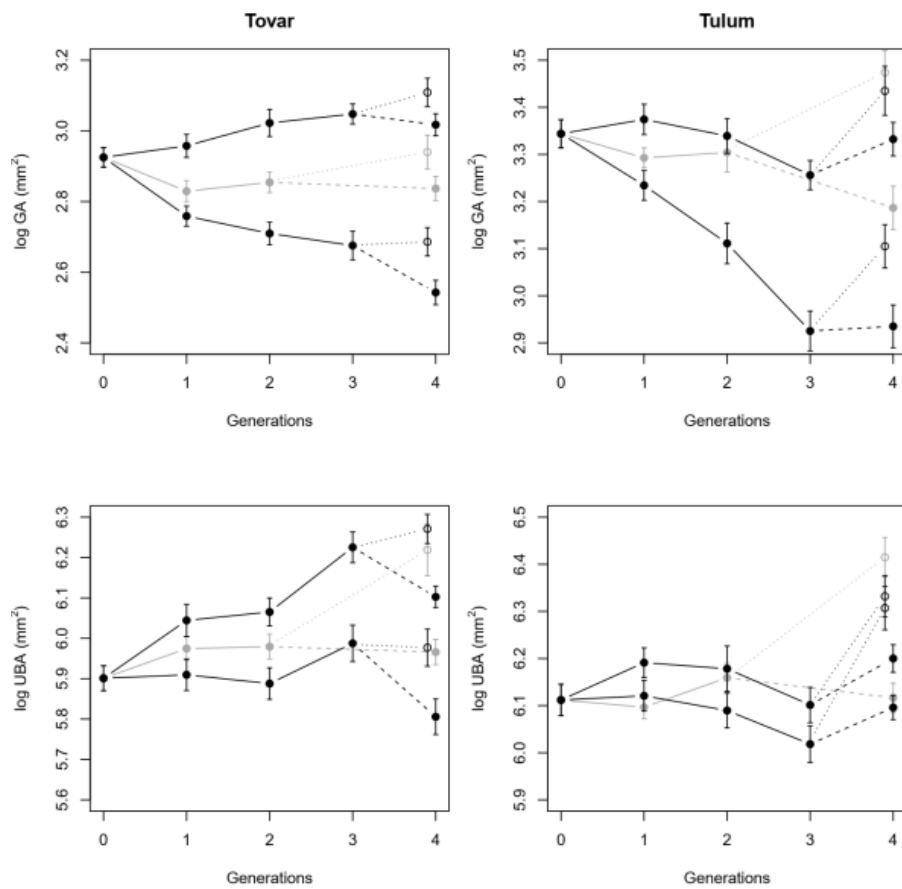 Tovar
Tulum
log GA (mm²)
3.2
3.0
2.8
2.6
2.4
0 1 2 3 4
Generations
log GA (mm²)
3.5
3.4
3.3
3.2
3.1
3.0
2.9
0 1 2 3 4
Generations
log UBA (mm²)
6.3
6.2
6.1
6.0
5.9
5.8
5.7
5.6
0 1 2 3 4
Generations
log UBA (mm²)
6.5
6.4
6.3
6.2
6.1
6.0
5.9
0 1 2 3 4
Generations